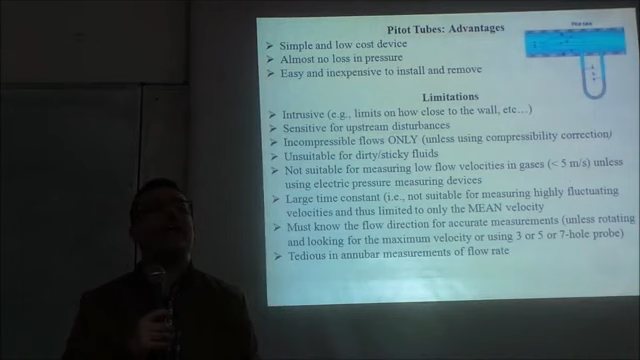 Pitot Tubes: Advantages
Pitot tube
➢ Simple and low cost device
➢ Almost no loss in pressure
➢ Easy and inexpensive to install and remove
Limitations
➢ Intrusive (e.g., limits on how close to the wall, etc…)
➢ Sensitive for upstream disturbances
➢ Incompressible flows ONLY (unless using compressibility correction)
➢ Unsuitable for dirty/sticky fluids
➢ Not suitable for measuring low flow velocities in gases (< 5 m/s) unless
using electric pressure measuring devices
➢ Large time constant (i.e., not suitable for measuring highly fluctuating
velocities and thus limited to only the MEAN velocity
➢ Must know the flow direction for accurate measurements (unless rotating
and looking for the maximum velocity or using 3 or 5 or 7-hole probe)
➢ Tedious in annubar measurements of flow rate